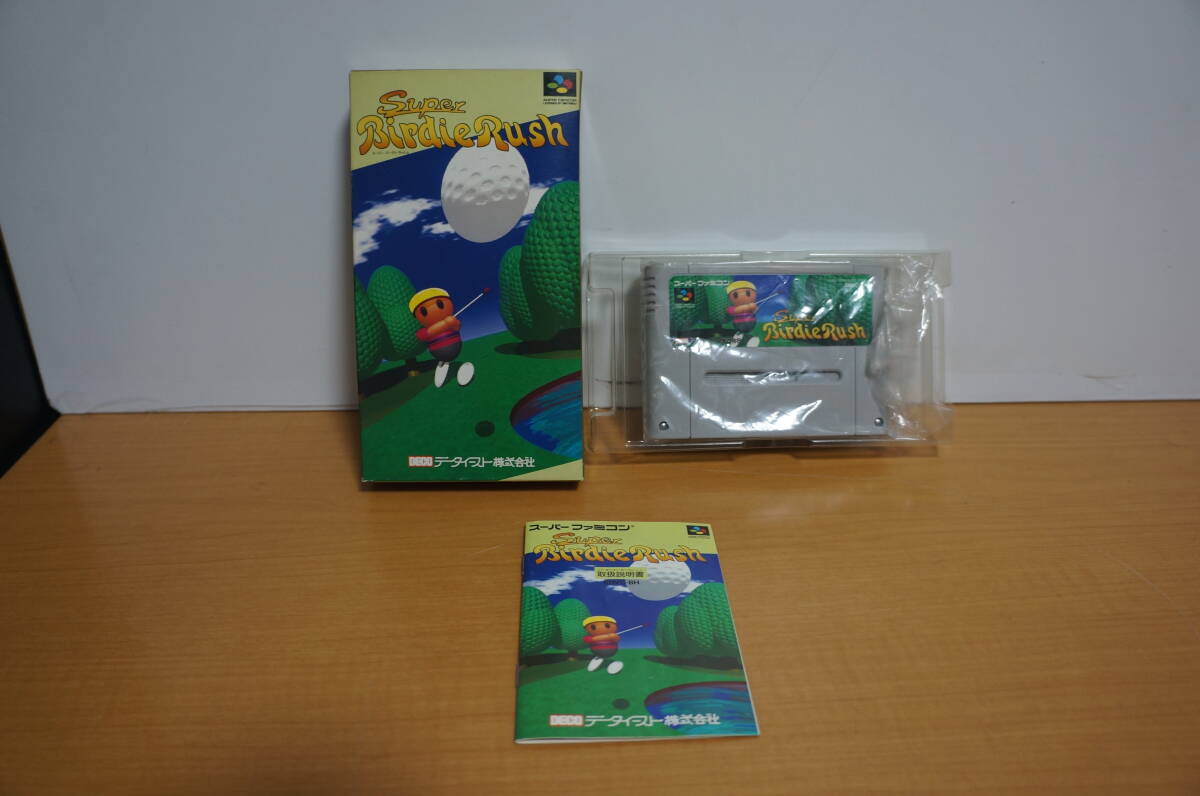 Super
Birdie Rush
SUPER FAMICOM
DECO データイースト株式会社
スーパーファミコン
Super
Birdie Rush
スーパーファミコン
Super
Birdie Rush
取扱説明書
DECO データイースト株式会社